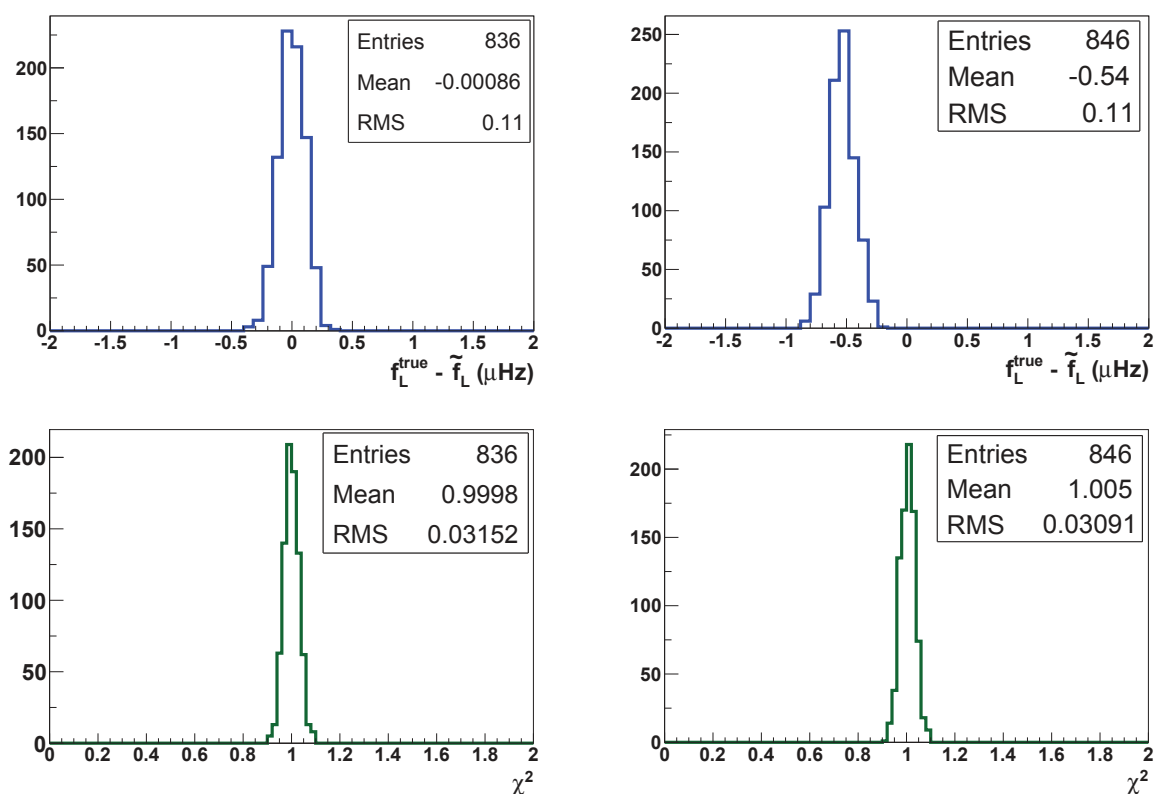 Entries 836
Mean -0.00086
RMS 0.11
200
150
100
50
0
-2 -1.5 -1 -0.5 0 0.5 1 1.5 2
f_L^true - f̃_L (μHz)
Entries 846
Mean -0.54
RMS 0.11
250
200
150
100
50
0
-2 -1.5 -1 -0.5 0 0.5 1 1.5 2
f_L^true - f̃_L (μHz)
Entries 836
Mean 0.9998
RMS 0.03152
200
150
100
50
0
0 0.2 0.4 0.6 0.8 1 1.2 1.4 1.6 1.8 2
χ²
Entries 846
Mean 1.005
RMS 0.03091
200
150
100
50
0
0 0.2 0.4 0.6 0.8 1 1.2 1.4 1.6 1.8 2
χ²